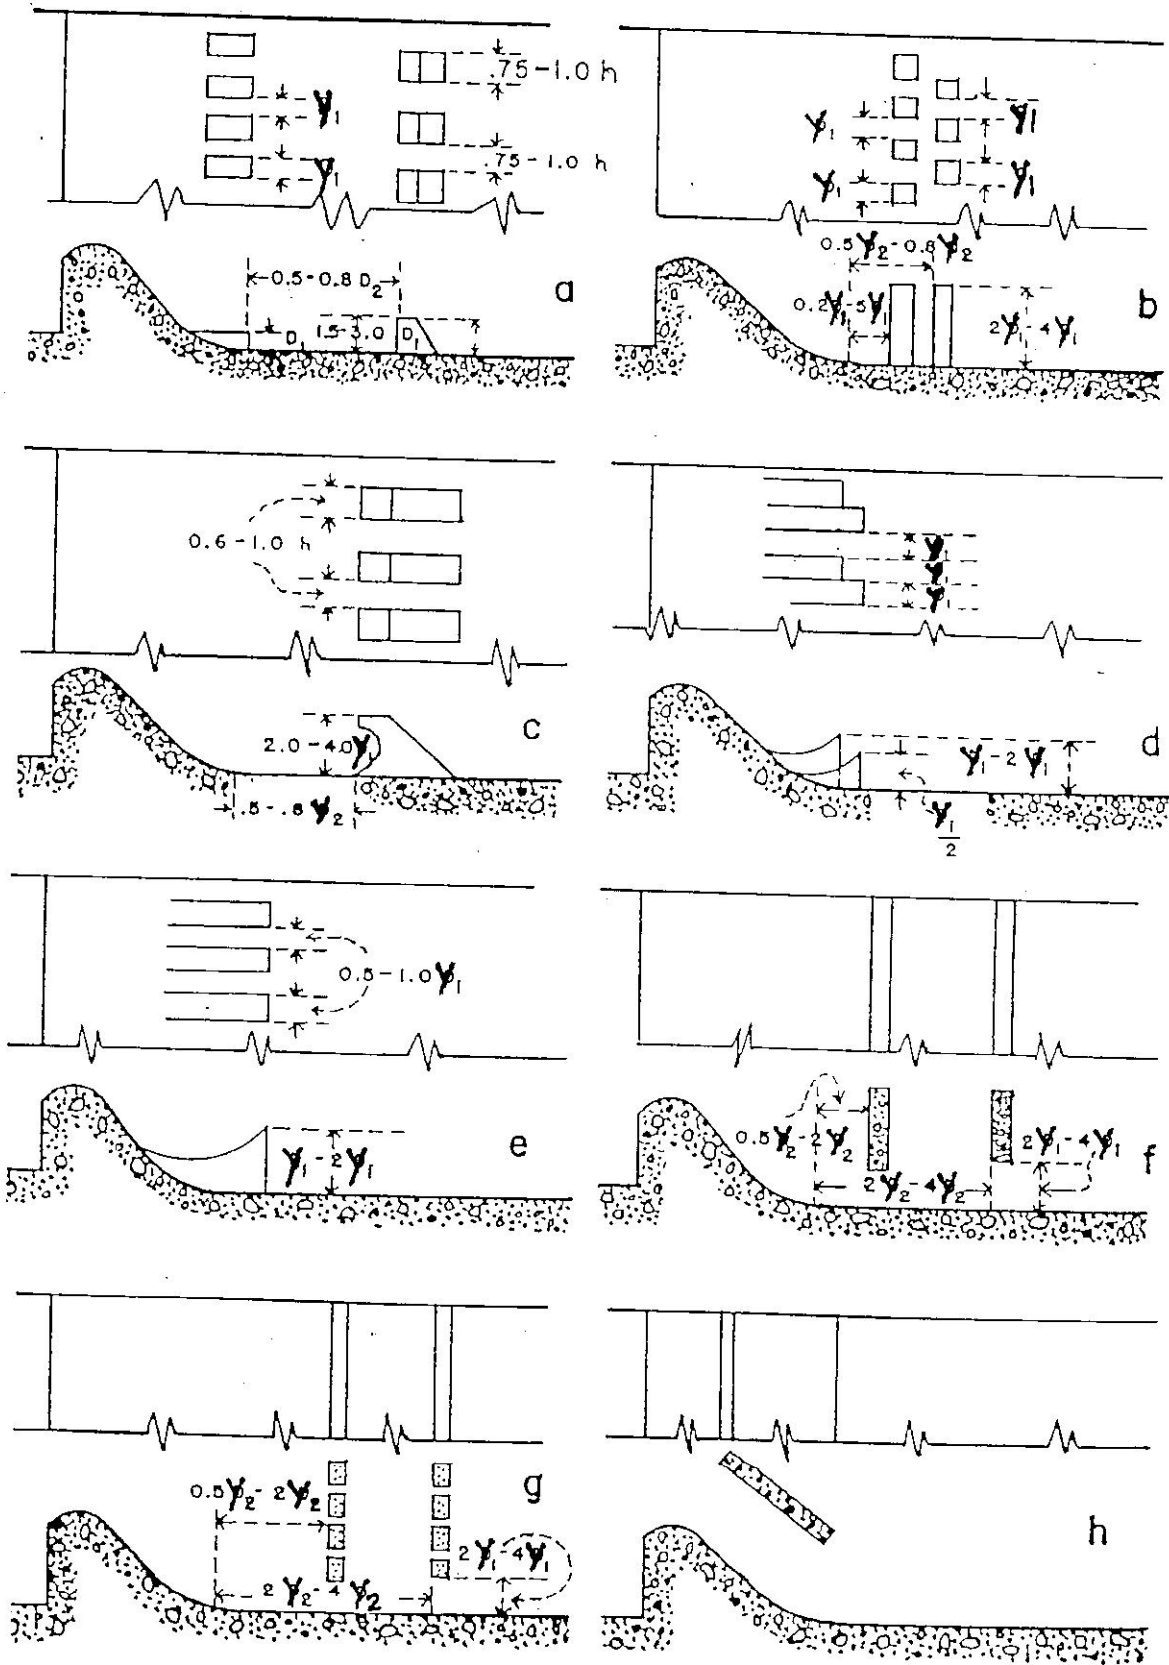 .75-1.0 h
y₁
y₁
.75-1.0 h
0.5-0.8 D₂
a
D₁
1.5-3.0 D₁
y₁
y₁
y₁
y₁
0.5 y₂-0.8 y₂
0.2 y₁-5 y₁
2 y₁-4 y₁
b
0.6-1.0 h
2.0-4.0 y₁
c
.5-.8 y₂
y₁
y₁
y₁
y₁-2 y₁
d
y₁
2
0.5-1.0 y₁
e
y₁-2 y₁
0.5 y₂-2 y₂
2 y₁-4 y₁
f
2 y₂-4 y₂
0.5 y₂-2 y₂
g
2 y₁-4 y₁
2 y₂-4 y₂
h